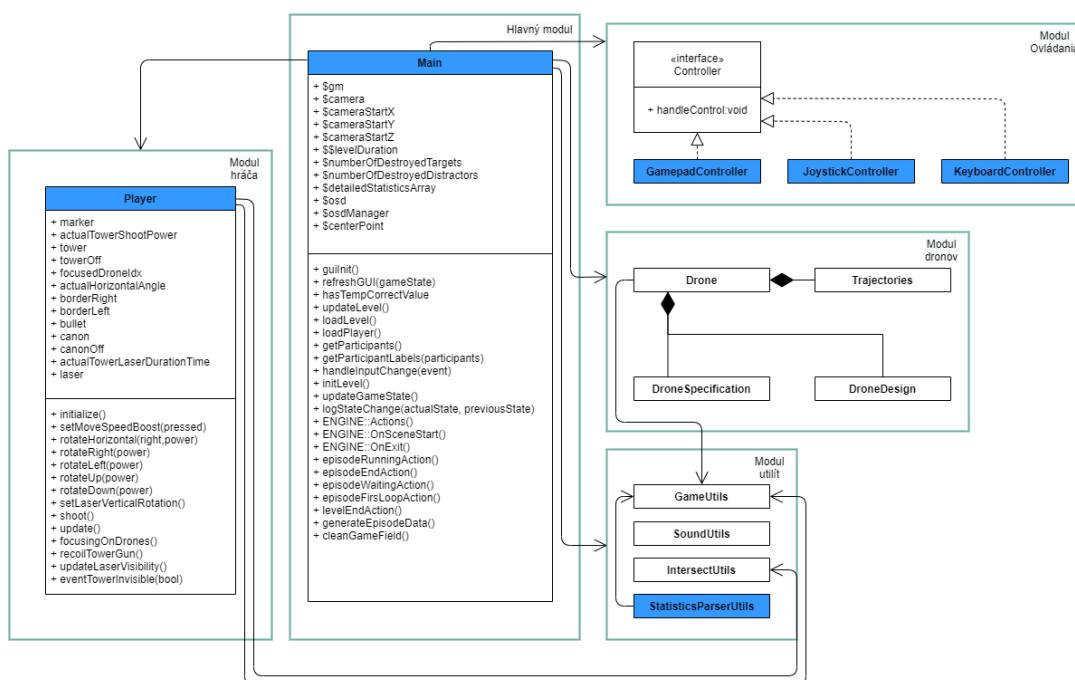 Hlavný modul
Main
+ $gm
+ $camera
+ $cameraStartX
+ $cameraStartY
+ $cameraStartZ
+ $$levelDuration
+ $numberOfDestroyedTargets
+ $numberOfDestroyedDistractors
+ $detailedStatisticsArray
+ $osd
+ $osdManager
+ $centerPoint
+ guiInit()
+ refreshGUI(gameState)
+ hasTempCorrectValue
+ updateLevel()
+ loadLevel()
+ loadPlayer()
+ getParticipants()
+ getParticipantLabels(participants)
+ handleInputChange(event)
+ initLevel()
+ updateGameState()
+ logStateChange(actualState, previousState)
+ ENGINE::Actions()
+ ENGINE::OnSceneStart()
+ ENGINE::OnExit()
+ episodeRunningAction()
+ episodeEndAction()
+ episodeWaitingAction()
+ episodeFirsLoopAction()
+ levelEndAction()
+ generateEpisodeData()
+ cleanGameField()
Modul
hráča
Player
+ marker
+ actualTowerShootPower
+ tower
+ towerOff
+ focusedDroneIdx
+ actualHorizontalAngle
+ borderRight
+ borderLeft
+ bullet
+ canon
+ canonOff
+ actualTowerLaserDurationTime
+ laser
+ initialize()
+ setMoveSpeedBoost(pressed)
+ rotateHorizontal(right,power)
+ rotateRight(power)
+ rotateLeft(power)
+ rotateUp(power)
+ rotateDown(power)
+ setLaserVerticalRotation()
+ shoot()
+ update()
+ focusingOnDrones()
+ recoilTowerGun()
+ updateLaserVisibility()
+ eventTowerInvisible(bool)
Modul
Ovládania
«interface»
Controller
+ handleControl:void
GamepadController
JoystickController
KeyboardController
Modul
dronov
Drone
Trajectories
DroneSpecification
DroneDesign
Modul
utilít
GameUtils
SoundUtils
IntersectUtils
StatisticsParserUtils